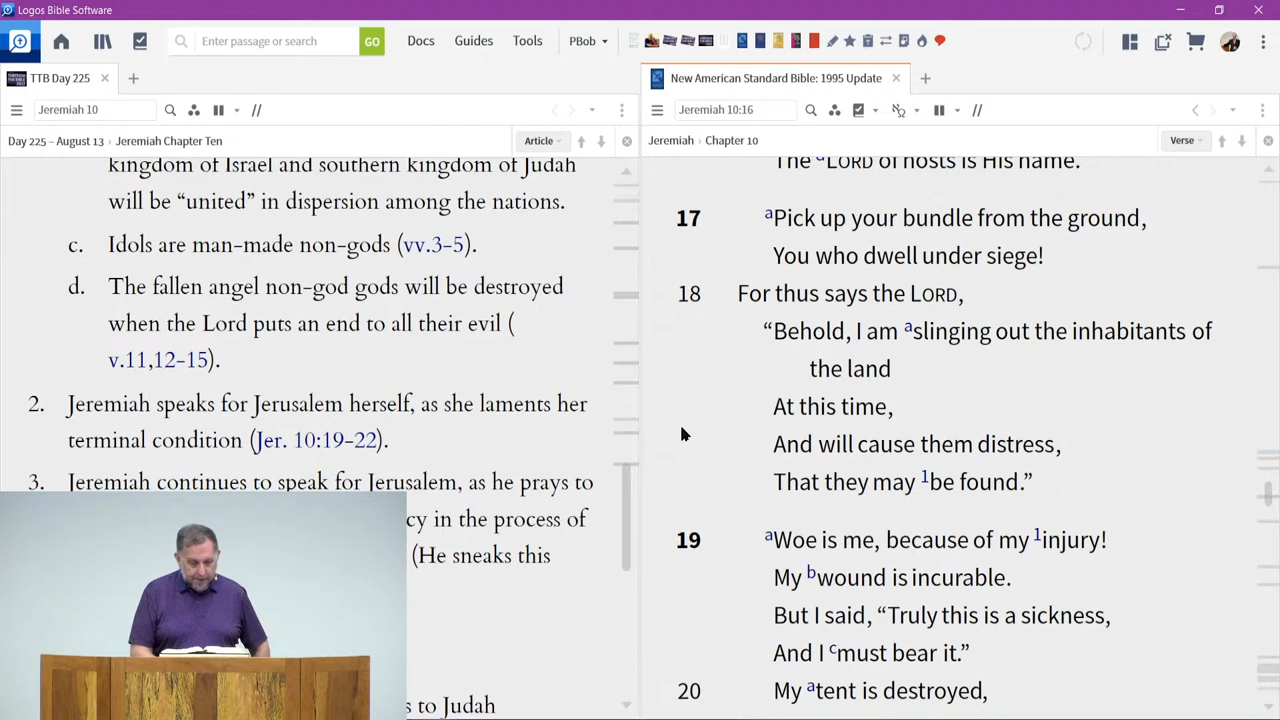 Logos Bible Software
Enter passage or search
GO
Docs
Guides
Tools
PBob
TTB Day 225
Jeremiah 10
Day 225 – August 13 › Jeremiah Chapter Ten
Article
kingdom of Israel and southern kingdom of Judah
will be “united” in dispersion among the nations.
c. Idols are man-made non-gods (vv.3–5).
d. The fallen angel non-god gods will be destroyed
when the Lord puts an end to all their evil (
v.11,12–15).
2. Jeremiah speaks for Jerusalem herself, as she laments her
terminal condition (Jer. 10:19–22).
3. Jeremiah continues to speak for Jerusalem, as he prays to
cy in the process of
(He sneaks this
s to Judah
New American Standard Bible: 1995 Update
Jeremiah 10:16
Jeremiah › Chapter 10
Verse
The aLORD of hosts is His name.
17 aPick up your bundle from the ground,
You who dwell under siege!
18 For thus says the LORD,
“Behold, I am aslinging out the inhabitants of
the land
At this time,
And will cause them distress,
That they may 1be found.”
19 aWoe is me, because of my 1injury!
My bwound is incurable.
But I said, “Truly this is a sickness,
And I cmust bear it.”
20 My atent is destroyed,